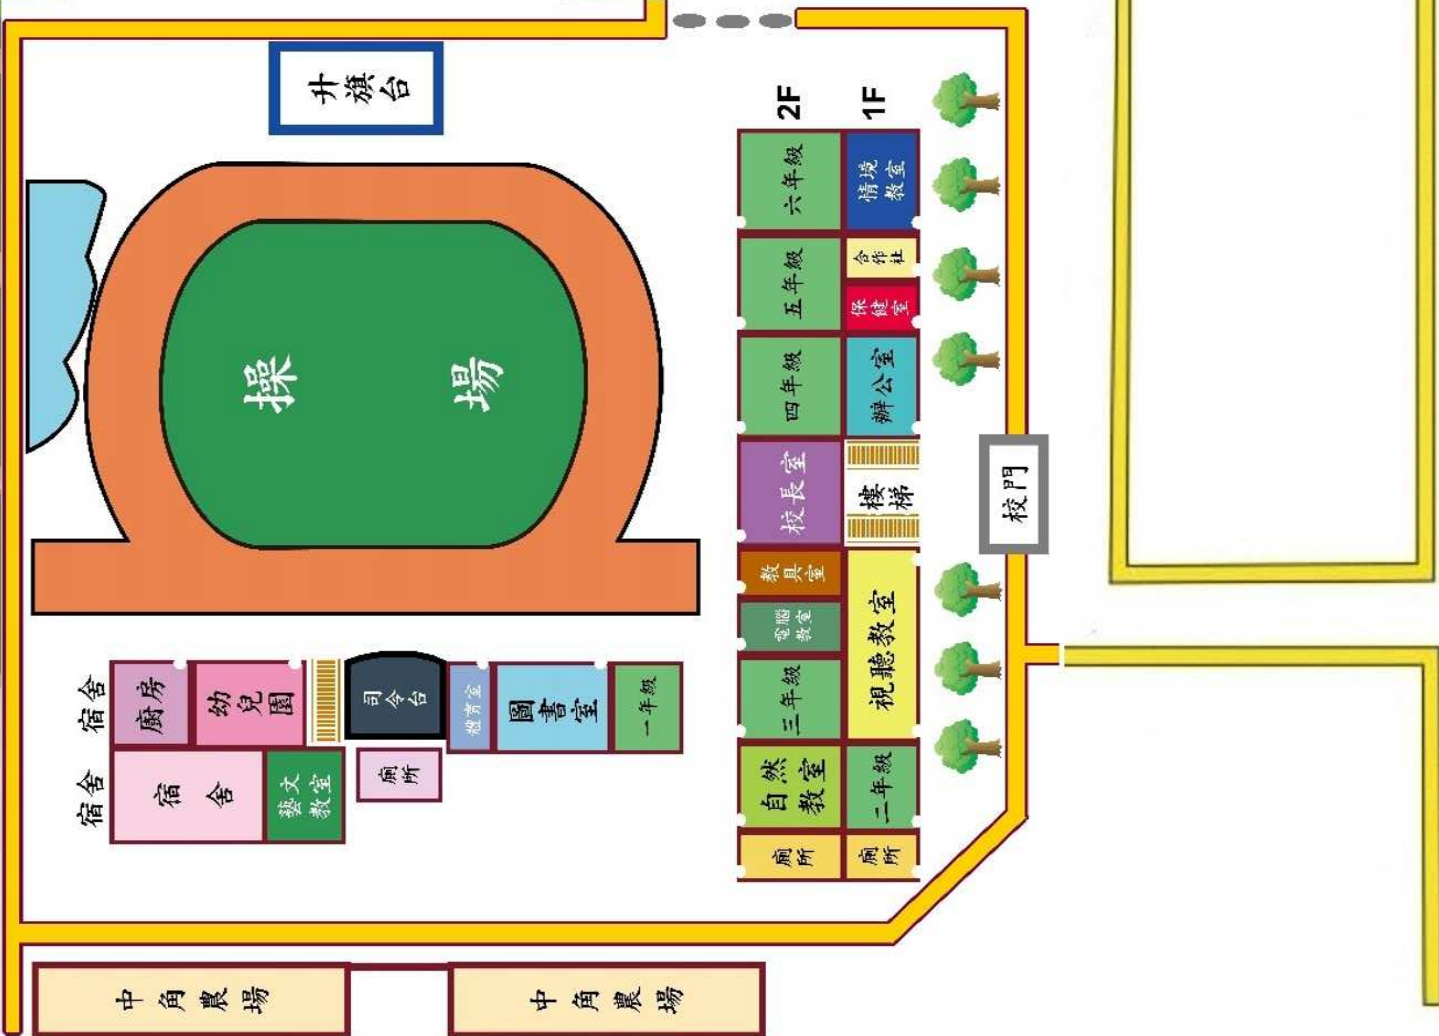 升旗台
操場
2F
1F
六年級
情境
教室
五年級
合作社
保健室
四年級
辦公室
校長室
樓梯
校門
教具室
電腦
教室
視聽教室
三年級
自然
教室
二年級
廁所
廁所
宿舍
廚房
幼兒園
司令台
體育室
圖書室
一年級
宿舍
宿舍
藝文
教室
廁所
中角農場
中角農場